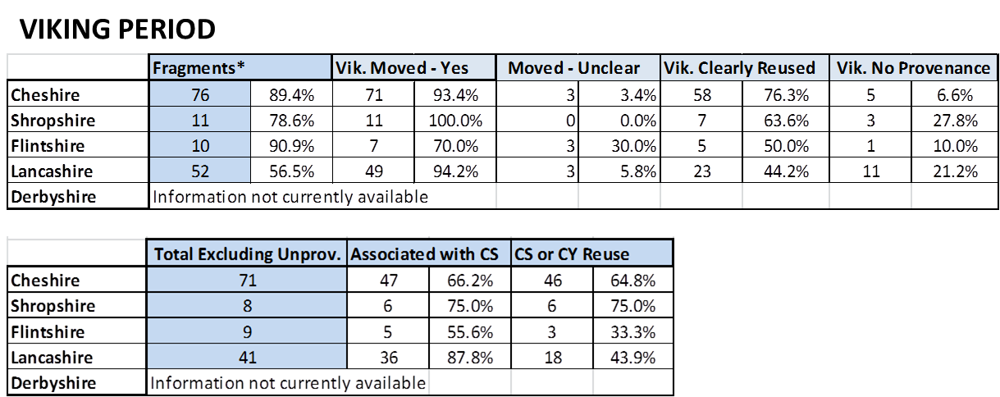 VIKING PERIOD
Fragments* Vik. Moved - Yes Moved - Unclear Vik. Clearly Reused Vik. No Provenance
Cheshire 76 89.4% 71 93.4% 3 3.4% 58 76.3% 5 6.6%
Shropshire 11 78.6% 11 100.0% 0 0.0% 7 63.6% 3 27.8%
Flintshire 10 90.9% 7 70.0% 3 30.0% 5 50.0% 1 10.0%
Lancashire 52 56.5% 49 94.2% 3 5.8% 23 44.2% 11 21.2%
Derbyshire Information not currently available
Total Excluding Unprov. Associated with CS CS or CY Reuse
Cheshire 71 47 66.2% 46 64.8%
Shropshire 8 6 75.0% 6 75.0%
Flintshire 9 5 55.6% 3 33.3%
Lancashire 41 36 87.8% 18 43.9%
Derbyshire Information not currently available